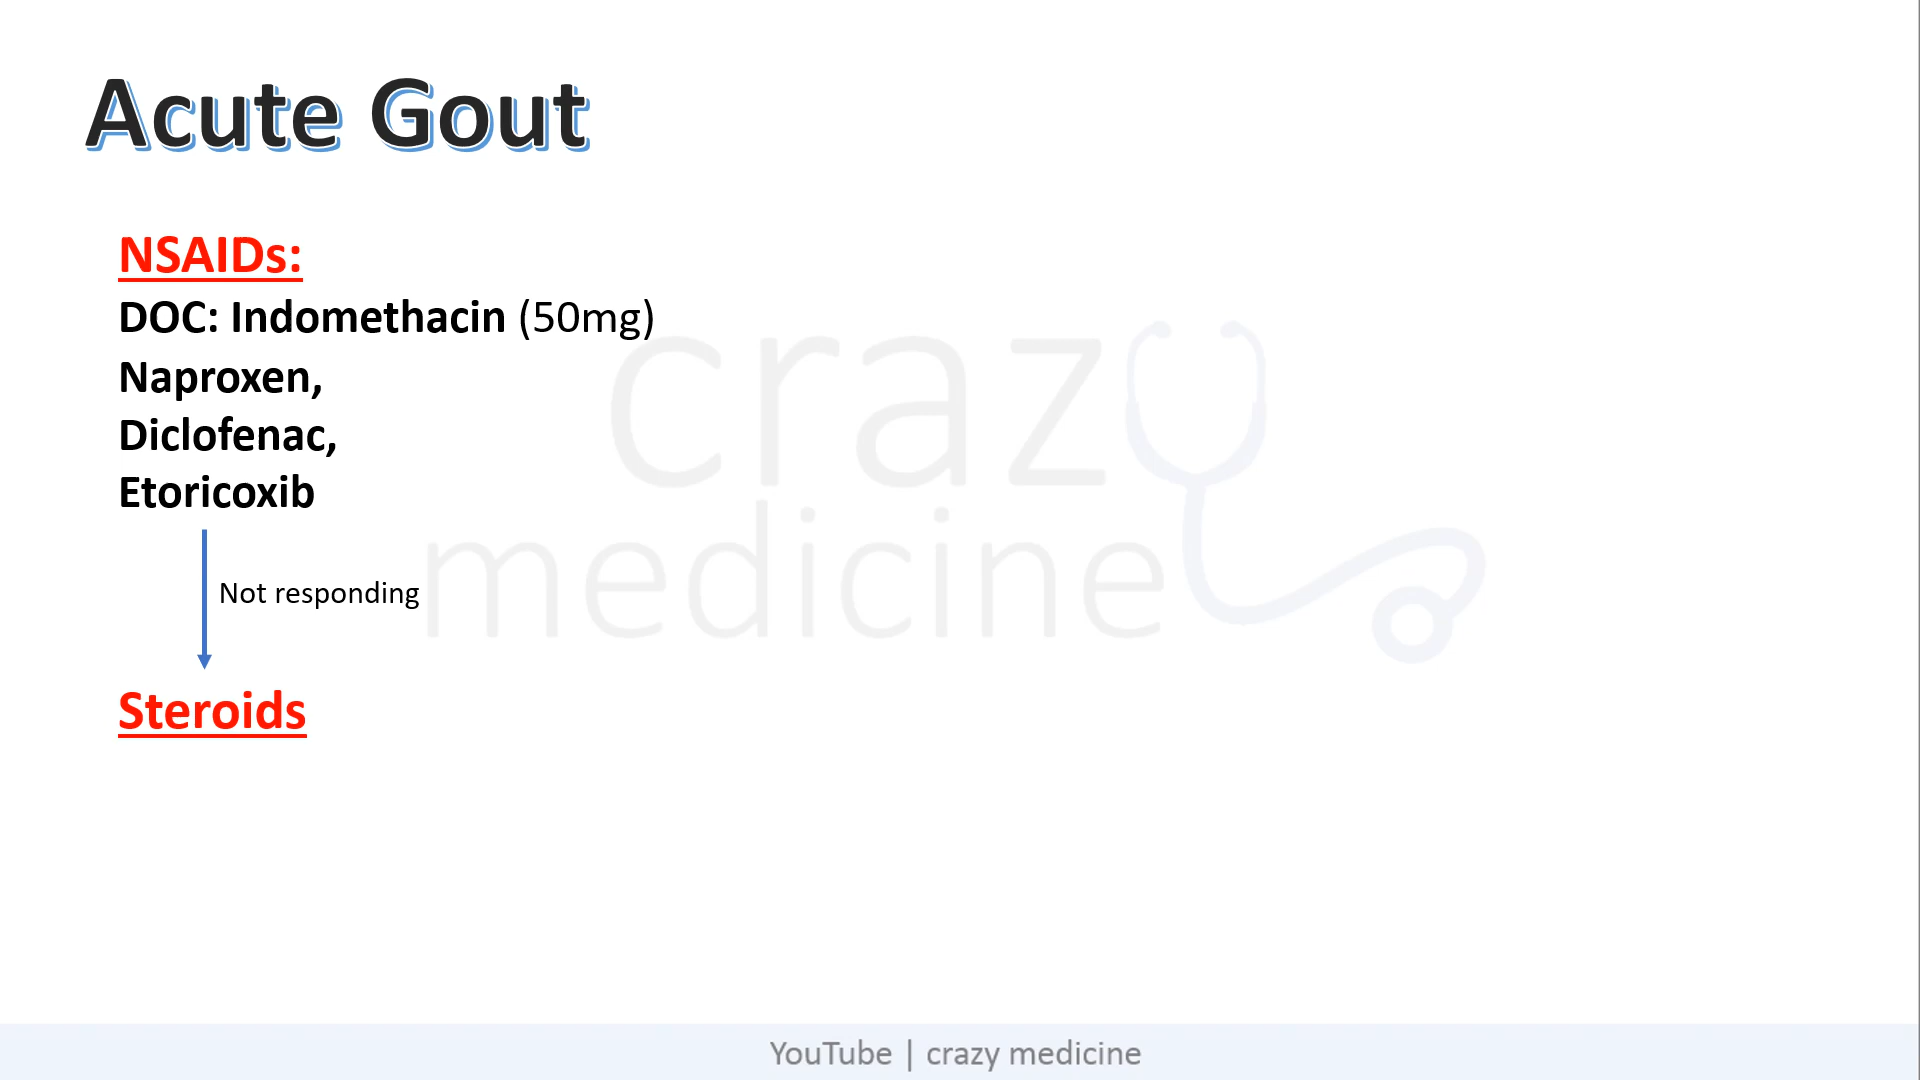 Acute Gout
NSAIDs:
DOC: Indomethacin (50mg)
Naproxen,
Diclofenac,
Etoricoxib
Not responding
Steroids
crazy
medicine
YouTube | crazy medicine